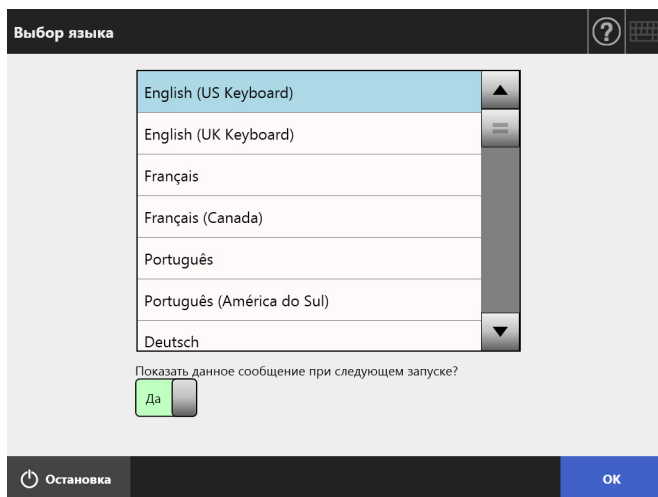 Выбор языка
English (US Keyboard)
English (UK Keyboard)
Français
Français (Canada)
Português
Português (América do Sul)
Deutsch
Показать данное сообщение при следующем запуске?
Да
Остановка
OK